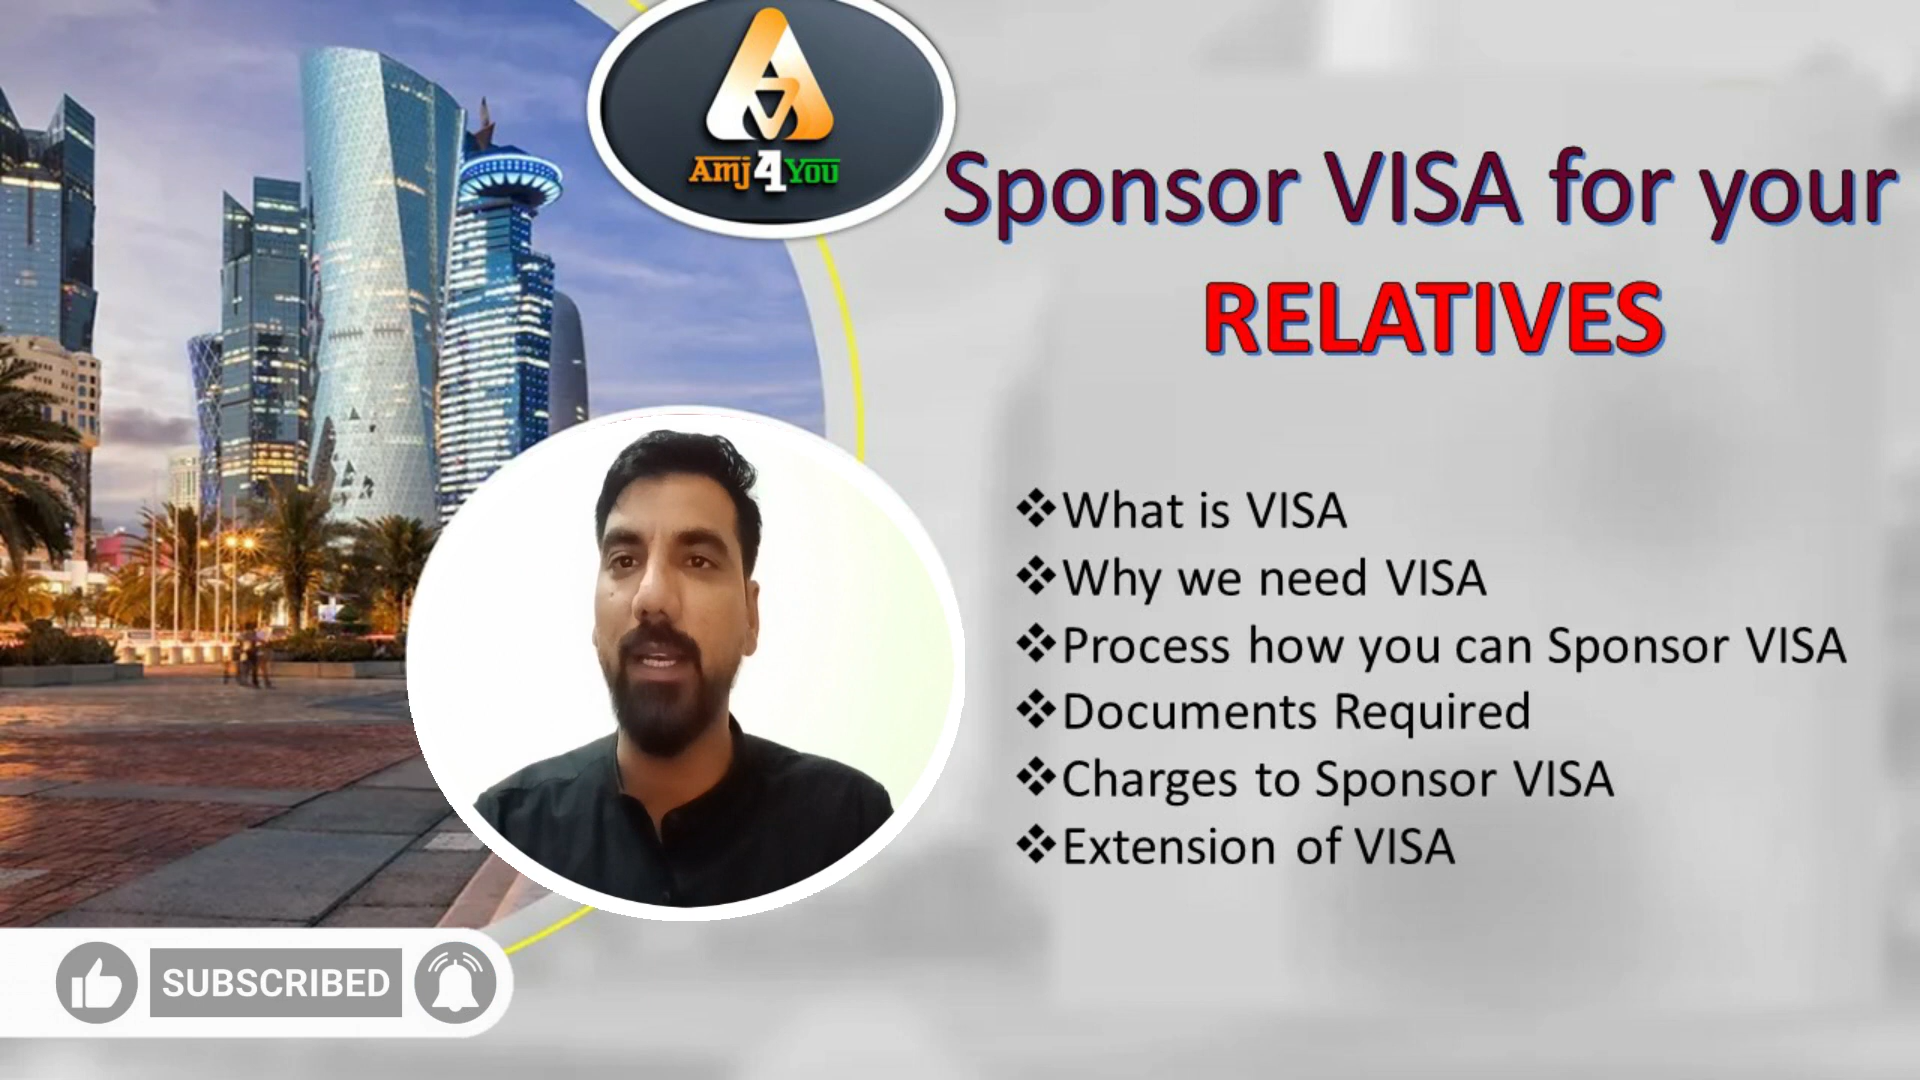 Amj4You
Sponsor VISA for your
RELATIVES
❖What is VISA
❖Why we need VISA
❖Process how you can Sponsor VISA
❖Documents Required
❖Charges to Sponsor VISA
❖Extension of VISA
SUBSCRIBED